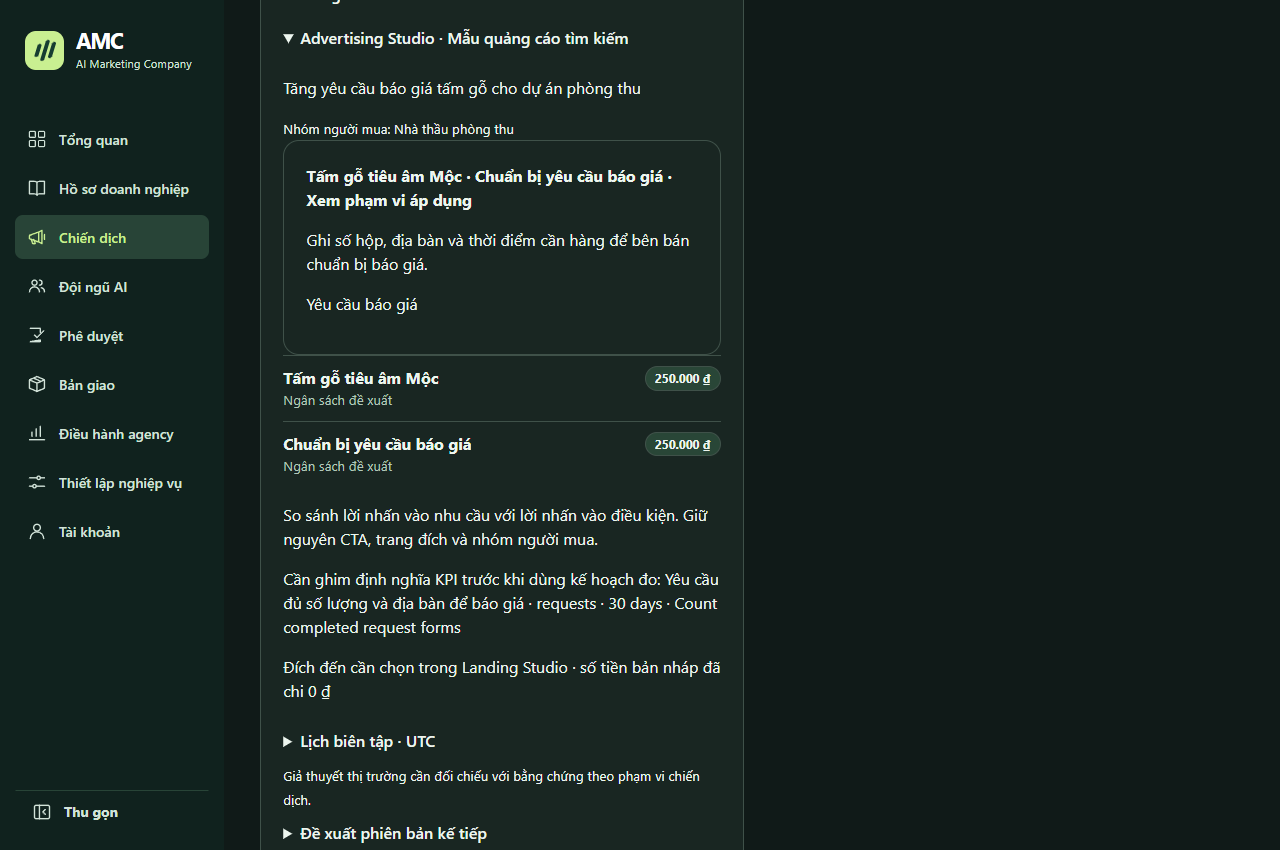 AMC
AI Marketing Company
Tổng quan
Hồ sơ doanh nghiệp
Chiến dịch
Đội ngũ AI
Phê duyệt
Bản giao
Điều hành agency
Thiết lập nghiệp vụ
Tài khoản
Thu gọn
Advertising Studio · Mẫu quảng cáo tìm kiếm
Tăng yêu cầu báo giá tấm gỗ cho dự án phòng thu
Nhóm người mua: Nhà thầu phòng thu
Tấm gỗ tiêu âm Mộc · Chuẩn bị yêu cầu báo giá ·
Xem phạm vi áp dụng
Ghi số hộp, địa bàn và thời điểm cần hàng để bên bán
chuẩn bị báo giá.
Yêu cầu báo giá
Tấm gỗ tiêu âm Mộc
250.000 ₫
Ngân sách đề xuất
Chuẩn bị yêu cầu báo giá
250.000 ₫
Ngân sách đề xuất
So sánh lời nhấn vào nhu cầu với lời nhấn vào điều kiện. Giữ
nguyên CTA, trang đích và nhóm người mua.
Cần ghim định nghĩa KPI trước khi dùng kế hoạch đo: Yêu cầu
đủ số lượng và địa bàn để báo giá · requests · 30 days · Count
completed request forms
Đích đến cần chọn trong Landing Studio · số tiền bản nháp đã
chi 0 ₫
Lịch biên tập · UTC
Giả thuyết thị trường cần đối chiếu với bằng chứng theo phạm vi chiến
dịch.
Đề xuất phiên bản kế tiếp